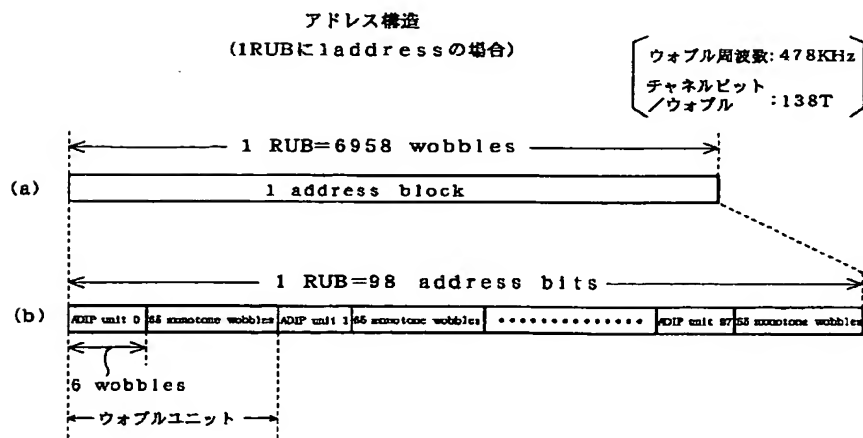 アドレス構造
(1RUBに1addressの場合)
ウォブル周波数:478KHz
チャネルビット
/ウォブル :138T
1 RUB=6958 wobbles
(a)
1 address block
1 RUB=98 address bits
(b)
ADIP unit 0 65 monotone wobbles ADIP unit 1 65 monotone wobbles •••••••••••••• ADIP unit 97 65 monotone wobbles
6 wobbles
ウォブルユニット